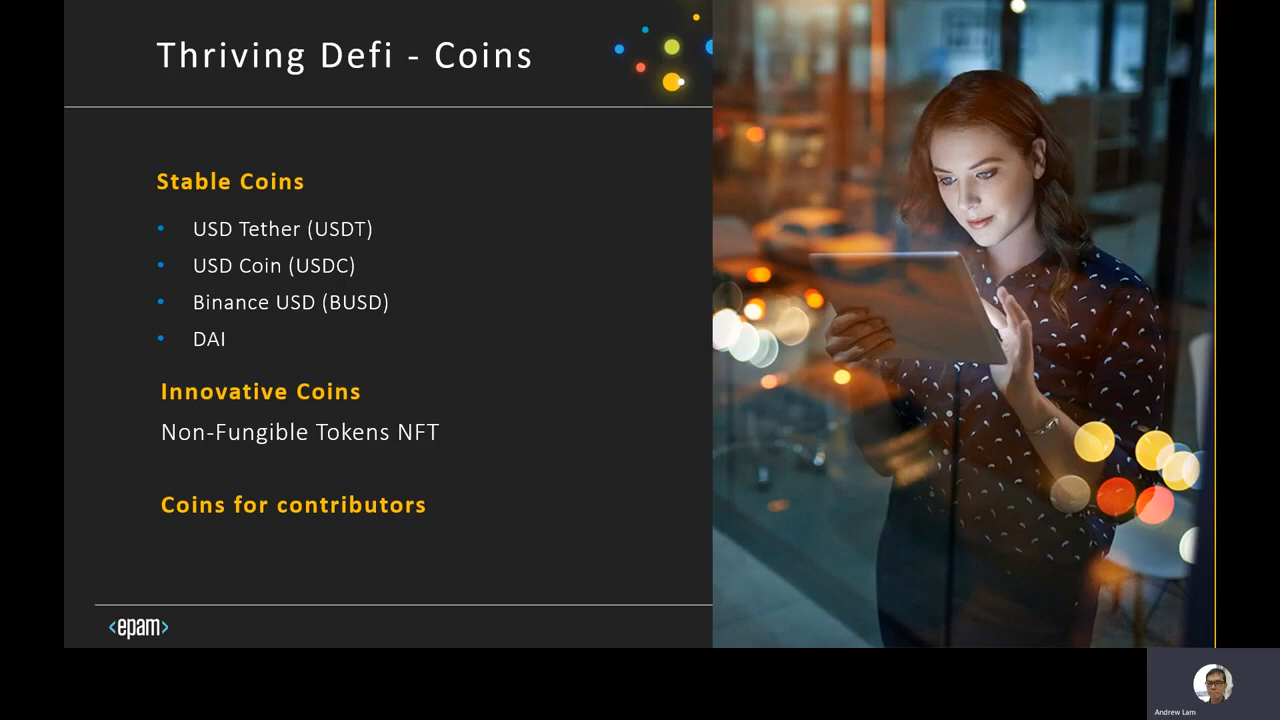 Thriving Defi - Coins
Stable Coins
• USD Tether (USDT)
• USD Coin (USDC)
• Binance USD (BUSD)
• DAI
Innovative Coins
Non-Fungible Tokens NFT
Coins for contributors
<epam>
Andrew Lam